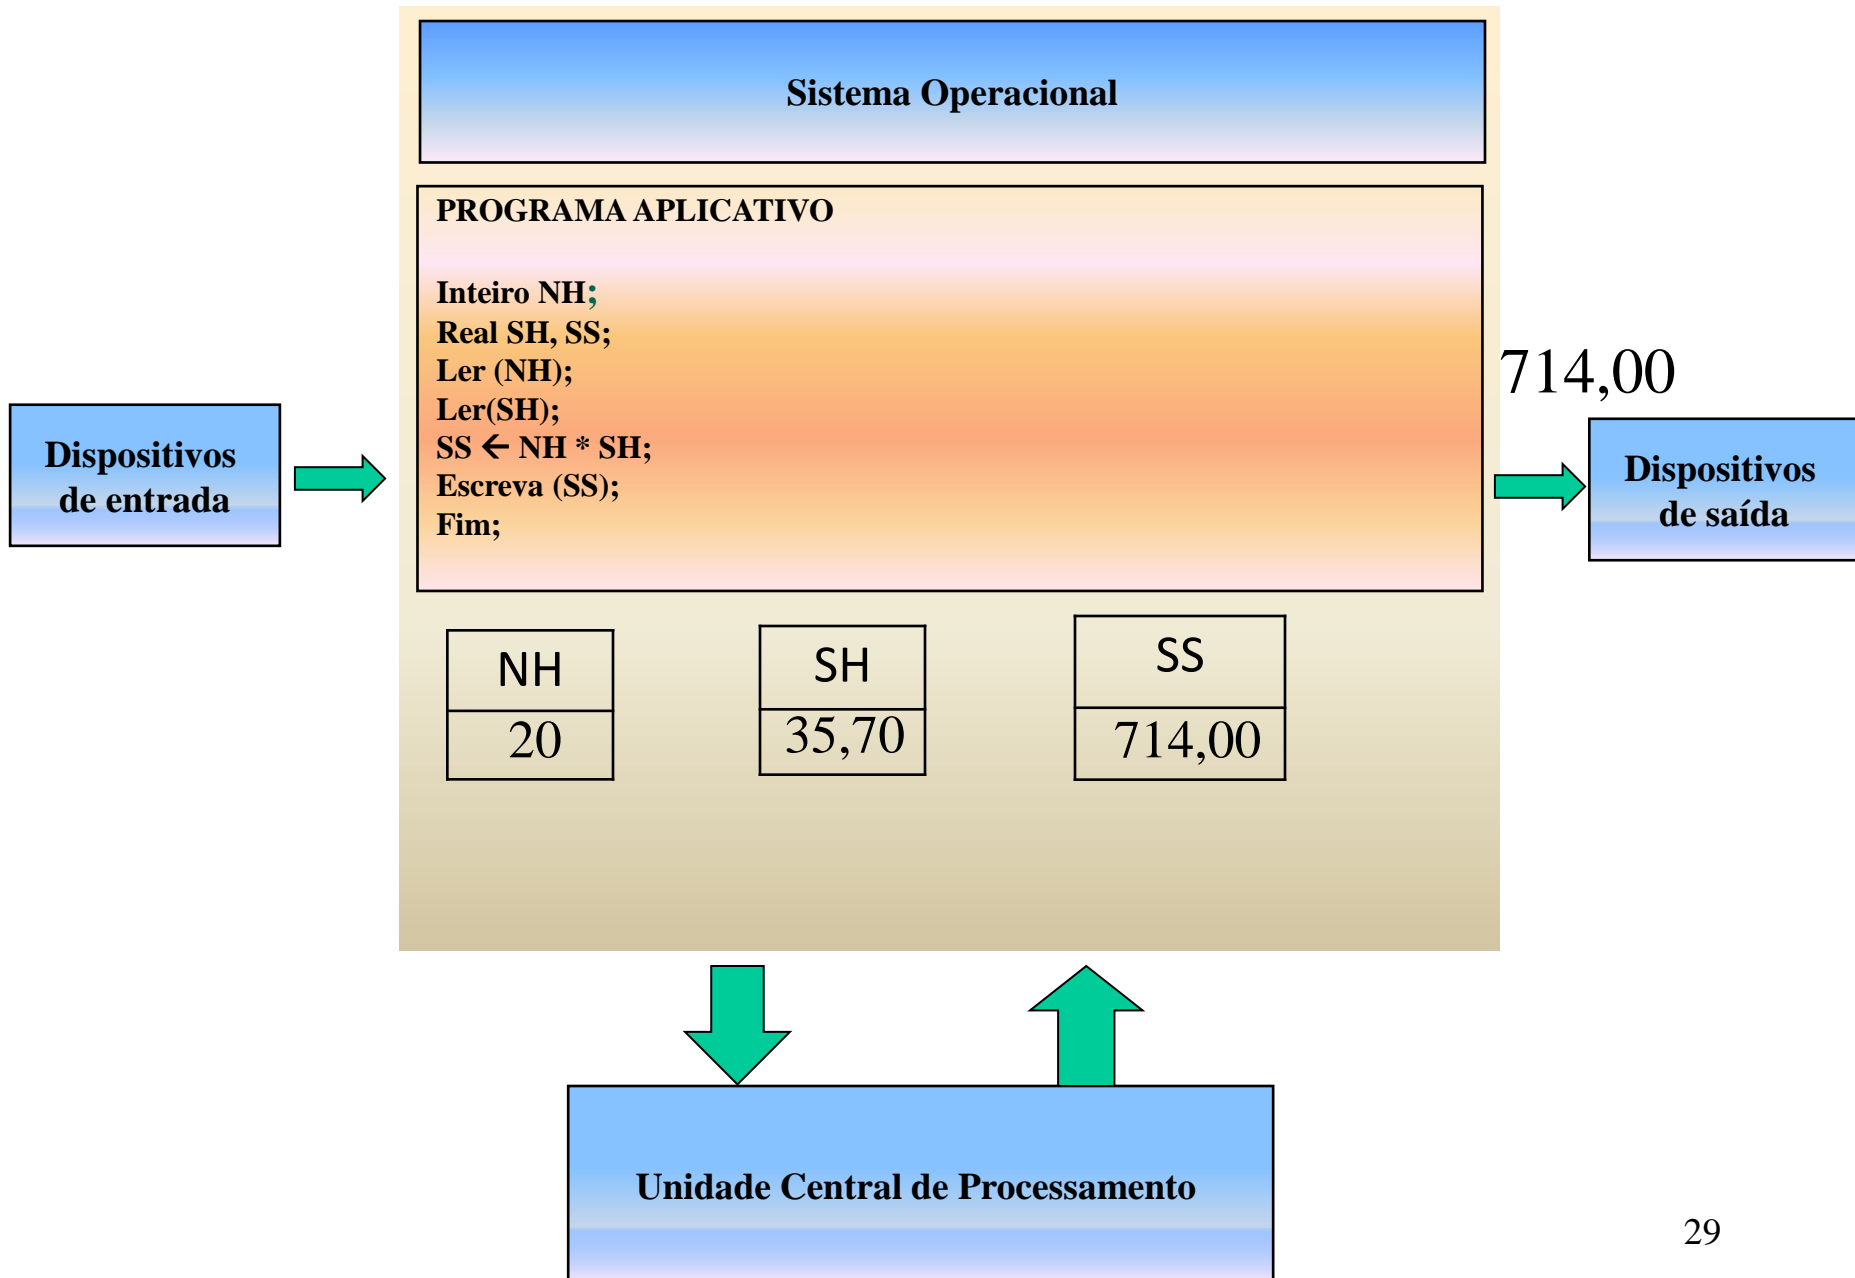 Sistema Operacional
PROGRAMA APLICATIVO
Inteiro NH;
Real SH, SS;
Ler (NH);
Ler(SH);
SS ← NH * SH;
Escreva (SS);
Fim;
Dispositivos
de entrada
714,00
Dispositivos
de saída
NH
20
SH
35,70
SS
714,00
Unidade Central de Processamento
29